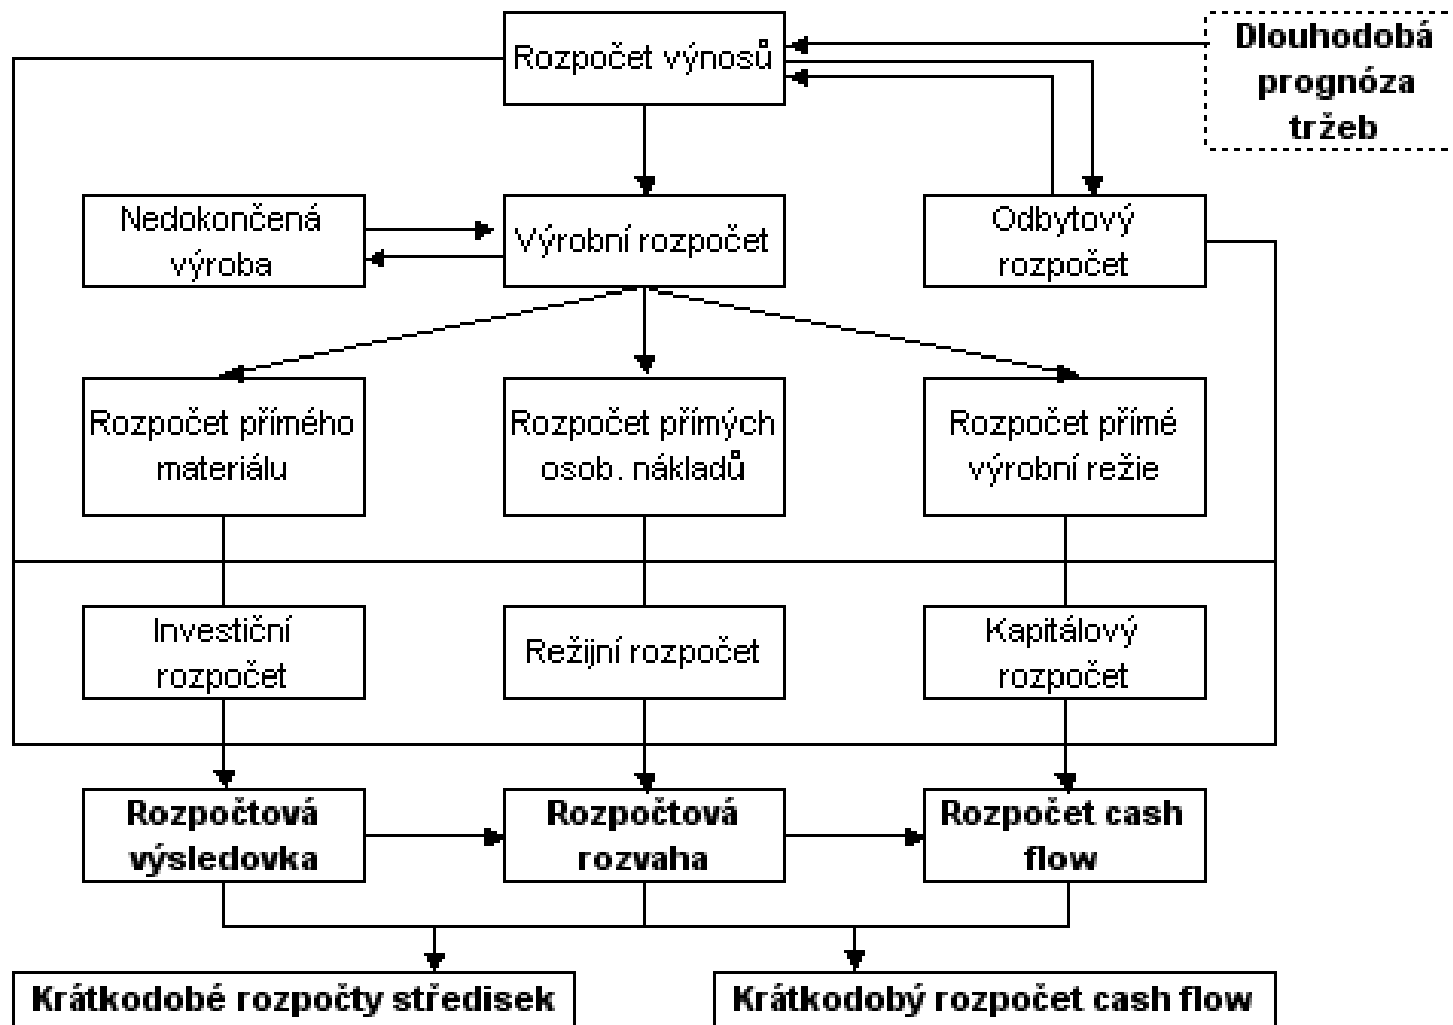 Rozpočet výnosů
Dlouhodobá
prognóza
tržeb
Nedokončená
výroba
Výrobní rozpočet
Odbytový
rozpočet
Rozpočet přímého
materiálu
Rozpočet přímých
osob. nákladů
Rozpočet přímé
výrobní režie
Investiční
rozpočet
Režijní rozpočet
Kapitálový
rozpočet
Rozpočtová
výsledovka
Rozpočtová
rozvaha
Rozpočet cash
flow
Krátkodobé rozpočty středisek
Krátkodobý rozpočet cash flow